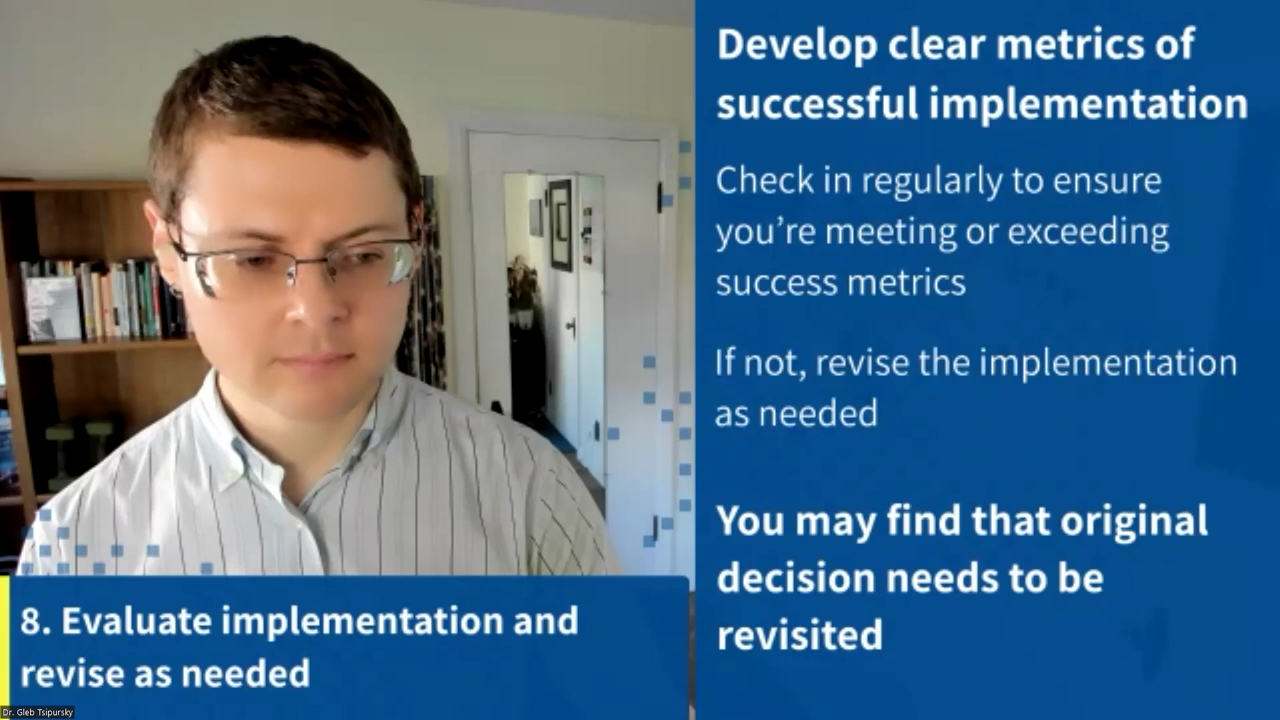 Develop clear metrics of
successful implementation
Check in regularly to ensure
you’re meeting or exceeding
success metrics
If not, revise the implementation
as needed
You may find that original
decision needs to be
revisited
8. Evaluate implementation and
revise as needed
Dr. Gleb Tsipursky